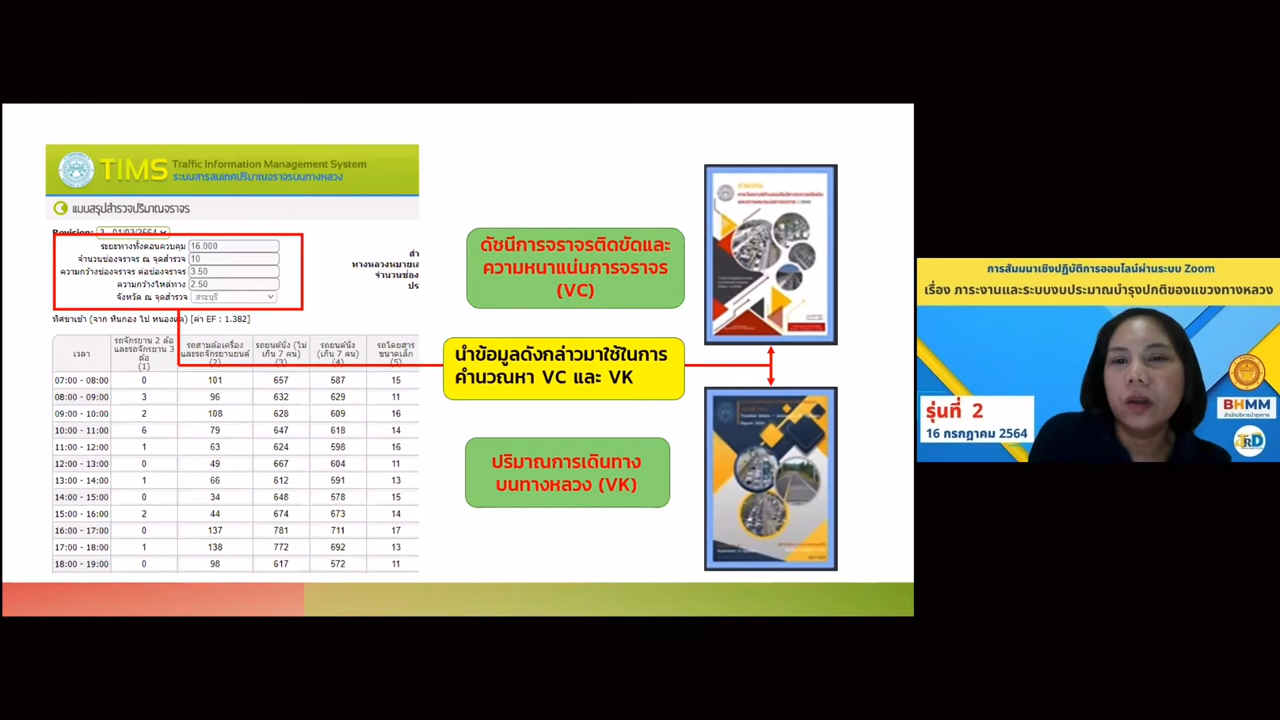 TIMS Traffic Information Management System
ระบบสารสนเทศปริมาณจราจรบนทางหลวง
แบบสรุปสำรวจปริมาณจราจร
Revision: 3 - 01/03/2564
ระยะทางทั้งตอนควบคุม 16.000
จำนวนช่องจราจร ณ จุดสำรวจ 10
ความกว้างช่องจราจร ต่อช่องจราจร 3.50
ความกว้างไหล่ทาง 2.50
จังหวัด ณ จุดสำรวจ สระบุรี
สำ
ทางหลวงหมายเล
จำนวนช่อง
ปร
ทิศขาเข้า (จาก หินกอง ไป หนองแค) [ค่า EF : 1.382]
เวลา
รถจักรยาน 2 ล้อ
และรถจักรยาน 3
ล้อ
(1)
รถสามล้อเครื่อง
และรถจักรยานยนต์
(2)
รถยนต์นั่ง (ไม่
เกิน 7 คน)
(3)
รถยนต์นั่ง
(เกิน 7 คน)
(4)
รถโดยสาร
ขนาดเล็ก
(5)
07:00 - 08:00 0 101 657 587 15
08:00 - 09:00 3 96 632 629 11
09:00 - 10:00 2 108 628 609 16
10:00 - 11:00 6 79 647 618 14
11:00 - 12:00 1 63 624 598 16
12:00 - 13:00 0 49 667 604 11
13:00 - 14:00 1 66 612 591 13
14:00 - 15:00 0 34 648 578 15
15:00 - 16:00 2 44 674 673 14
16:00 - 17:00 0 137 781 711 17
17:00 - 18:00 1 138 772 692 13
18:00 - 19:00 0 98 617 572 11
ดัชนีการจราจรติดขัดและ
ความหนาแน่นการจราจร
(VC)
นำข้อมูลดังกล่าวมาใช้ในการ
คำนวณหา VC และ VK
ปริมาณการเดินทาง
บนทางหลวง (VK)
การสัมมนาเชิงปฏิบัติการออนไลน์ผ่านระบบ Zoom
เรื่อง ภาระงานและระบบงบประมาณบำรุงปกติของแขวงทางหลวง
รุ่นที่ 2
16 กรกฎาคม 2564
BHMM
สำนักบริหารบำรุงทาง